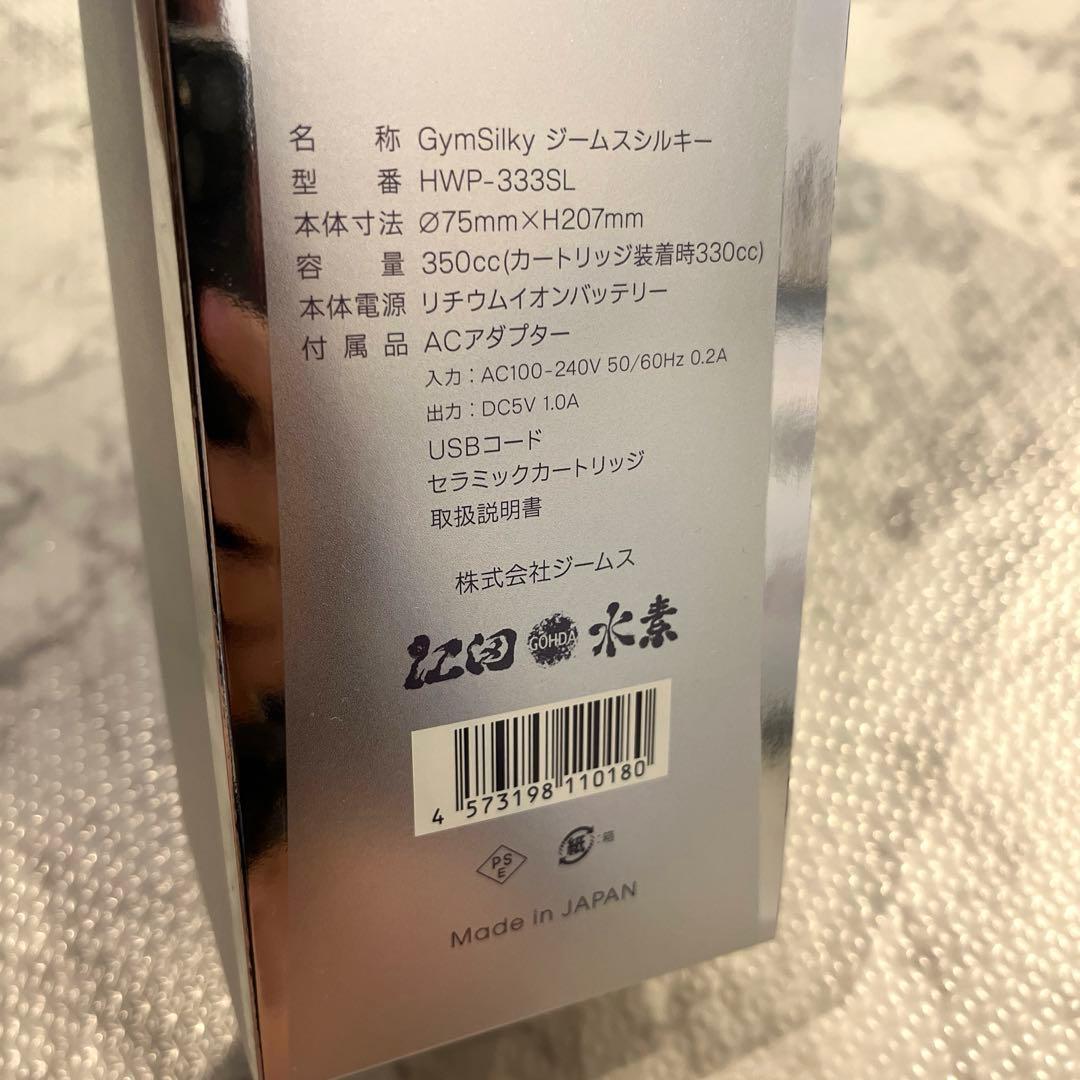 名称 GymSilky ジームスシルキー
型番 HWP-333SL
本体寸法 Ø75mm×H207mm
容量 350cc(カートリッジ装着時330cc)
本体電源 リチウムイオンバッテリー
付属品 ACアダプター
入力：AC100-240V 50/60Hz 0.2A
出力：DC5V 1.0A
USBコード
セラミックカートリッジ
取扱説明書
株式会社ジームス
江田 GOHDA 水素
4 573198 110180
PSE 紙：箱
Made in JAPAN